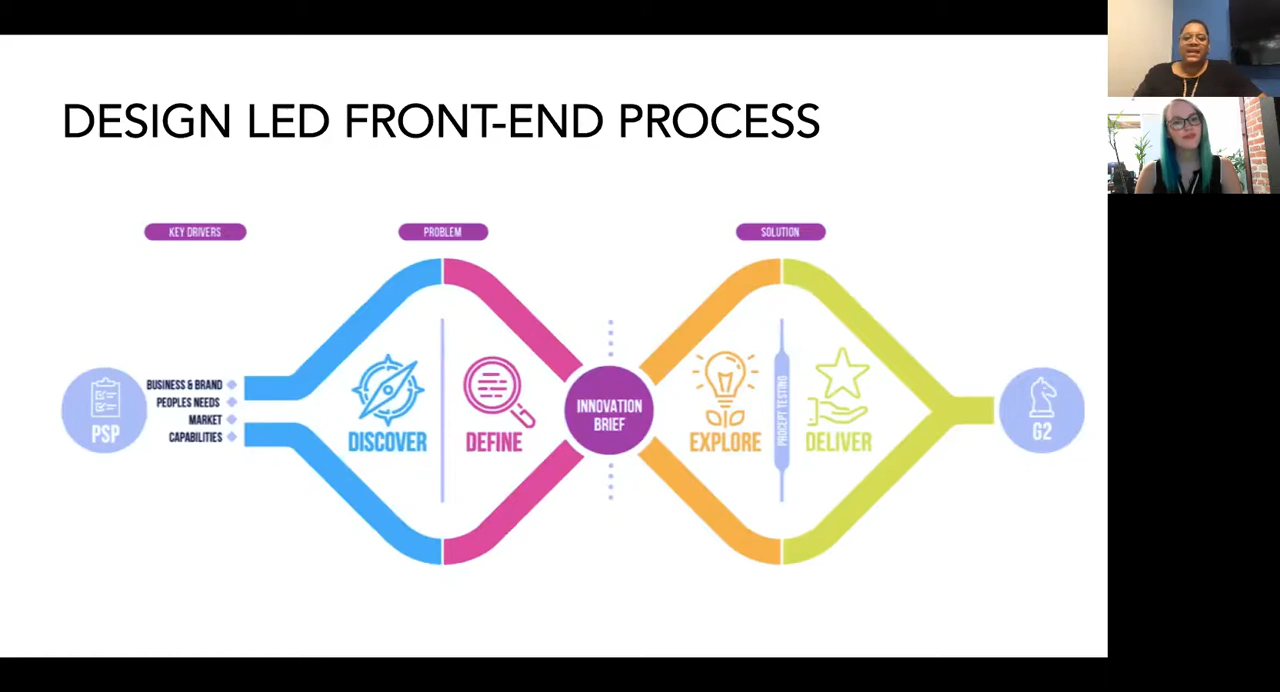 DESIGN LED FRONT-END PROCESS
KEY DRIVERS
PROBLEM
SOLUTION
PSP
BUSINESS & BRAND
PEOPLES NEEDS
MARKET
CAPABILITIES
DISCOVER
DEFINE
INNOVATION
BRIEF
EXPLORE
PROCEPT TESTING
DELIVER
G2